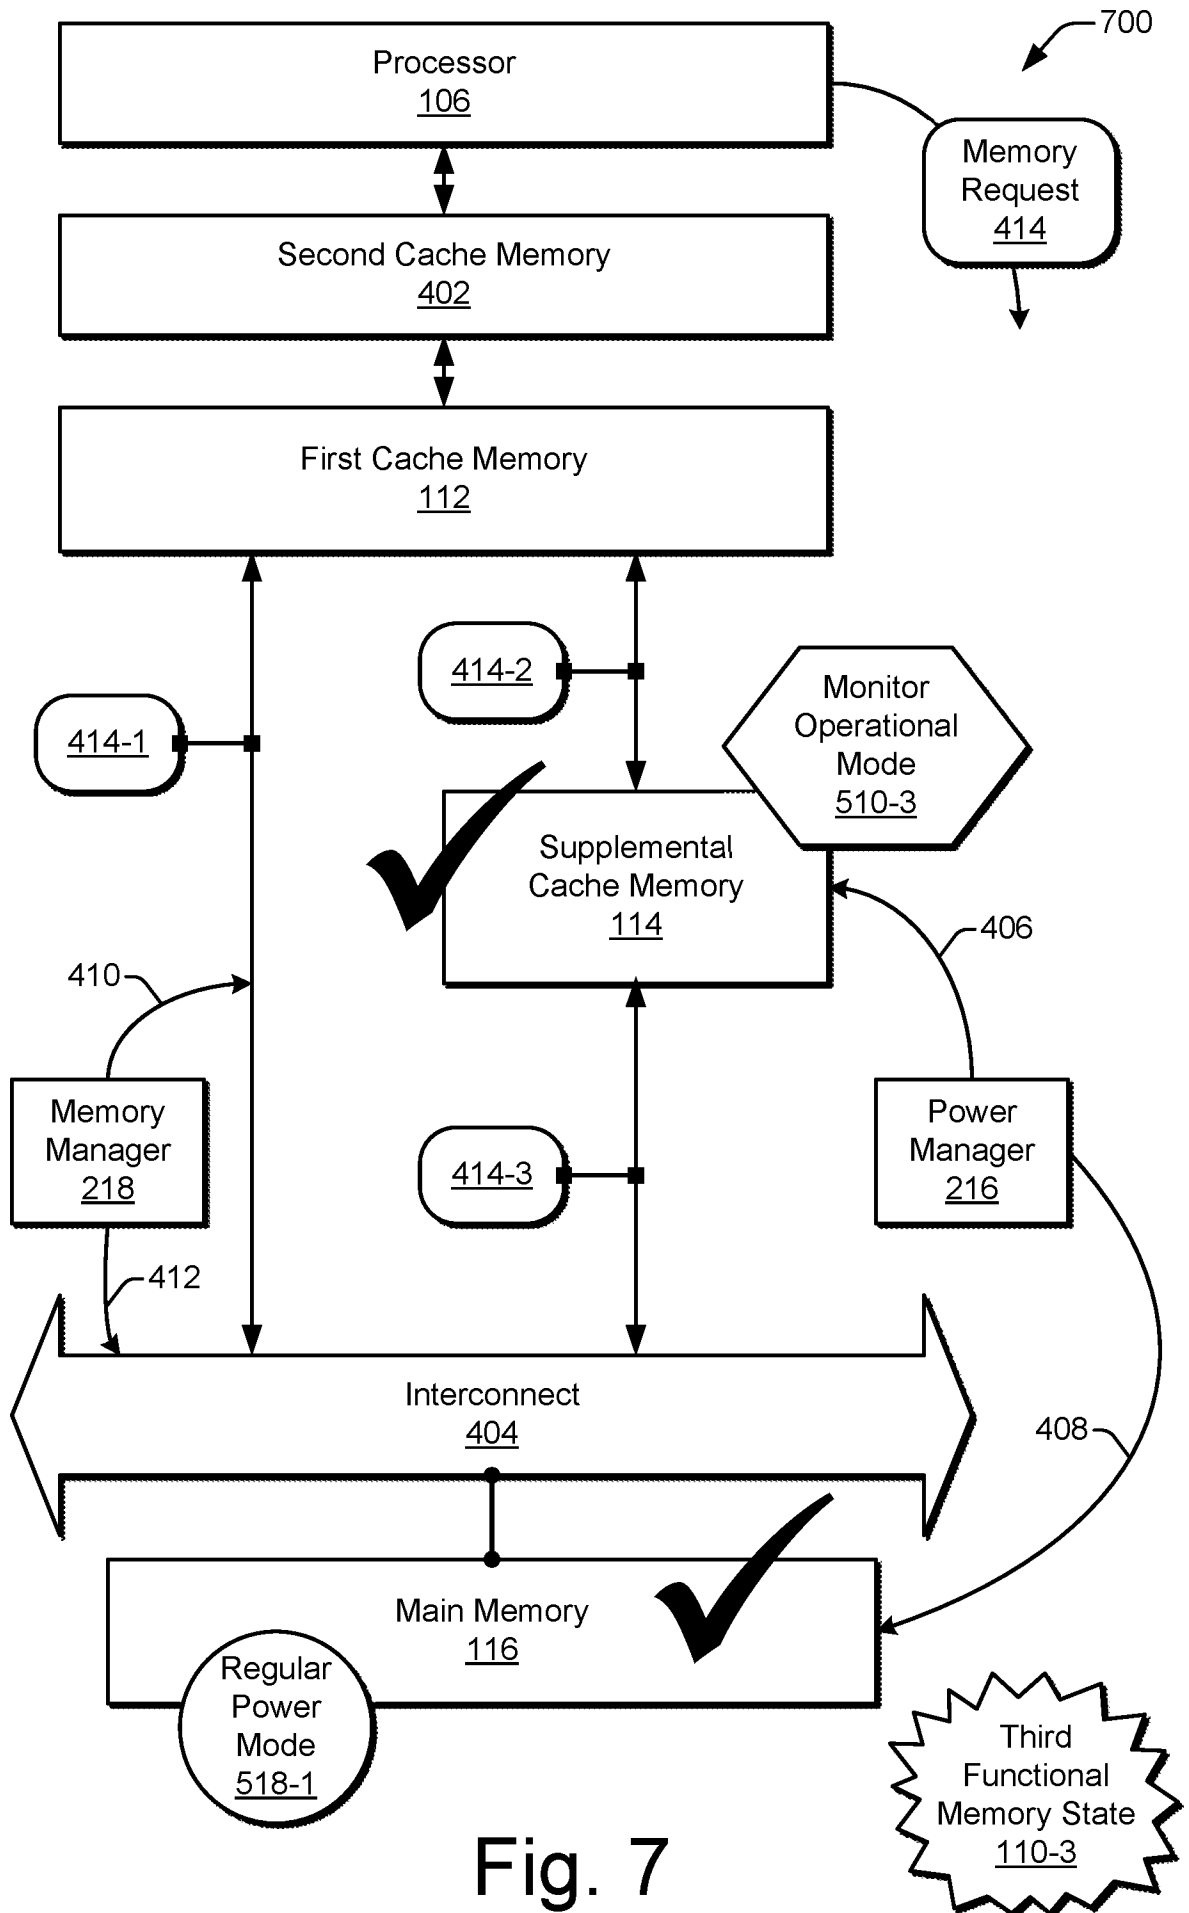 700
Processor
106
Memory
Request
414
Second Cache Memory
402
First Cache Memory
112
414-2
414-1
Monitor
Operational
Mode
510-3
Supplemental
Cache Memory
114
406
410
Memory
Manager
218
Power
Manager
216
414-3
412
Interconnect
404
408
Main Memory
116
Regular
Power
Mode
518-1
Third
Functional
Memory State
110-3
Fig. 7